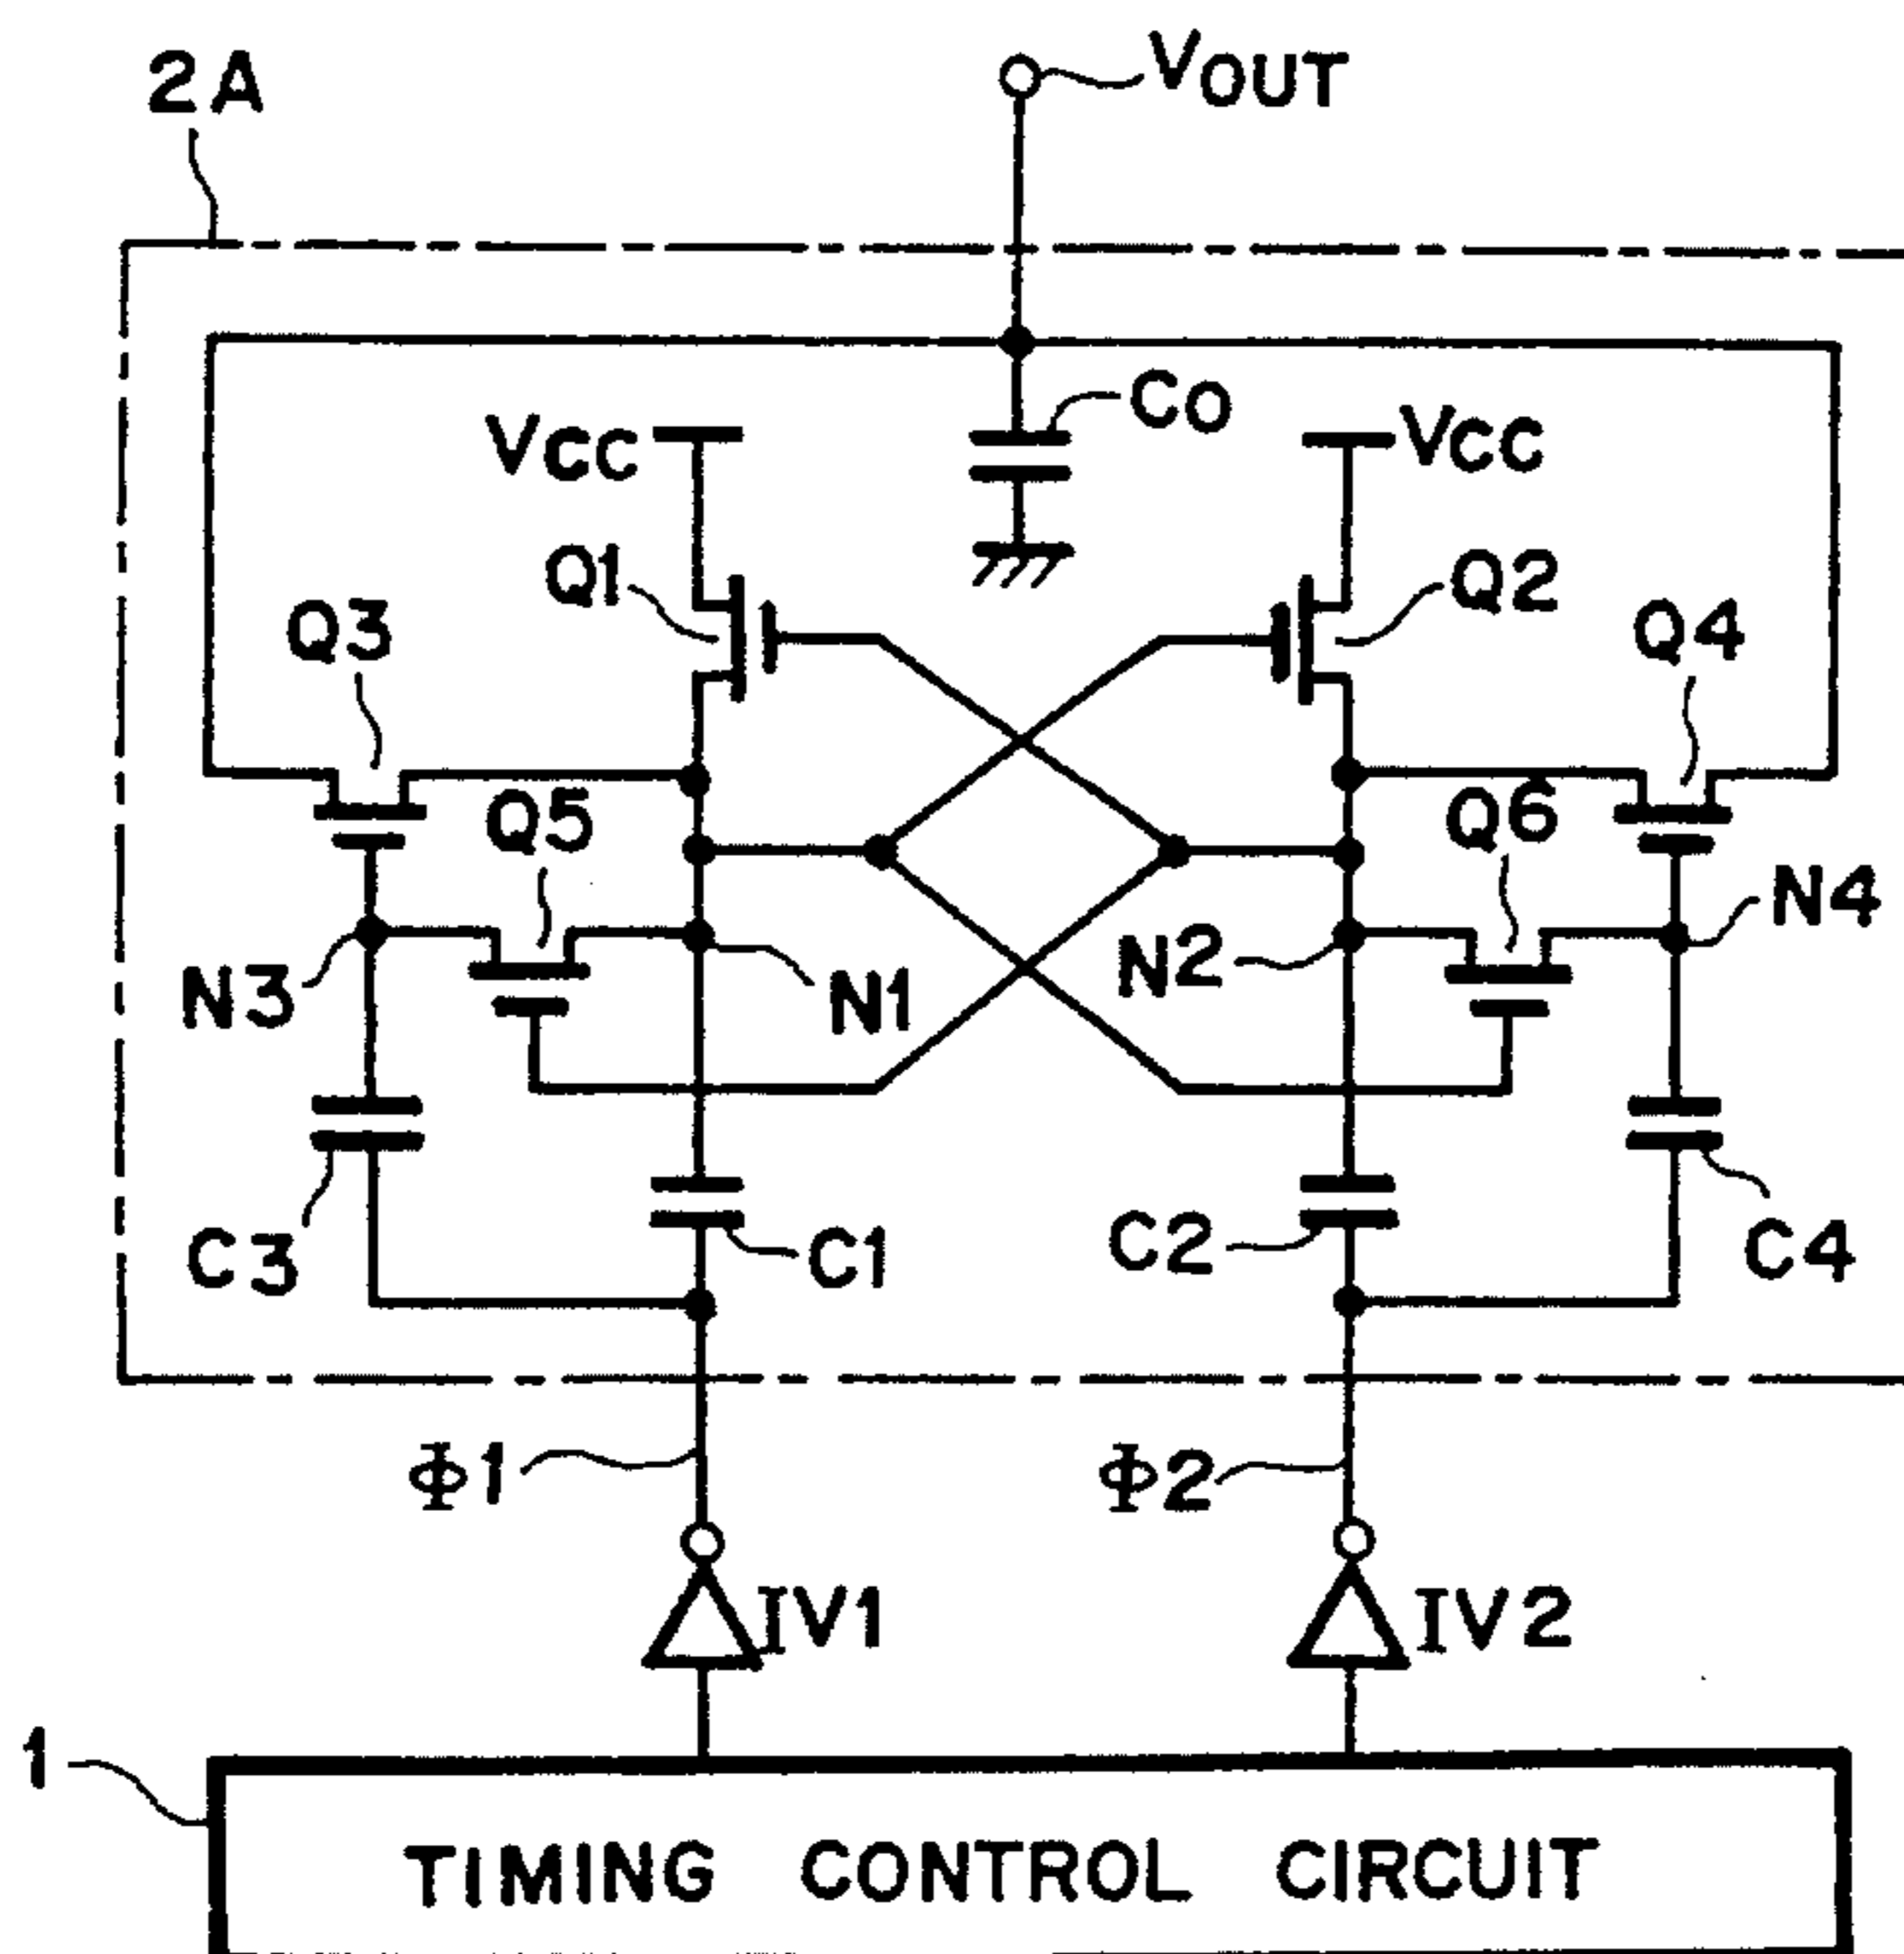 2A
VOUT
CO
VCC
VCC
Q1
Q2
Q3
Q4
Q5
Q6
N4
N3
N1
N2
C3
C1
C2
C4
Φ1
Φ2
IV1
IV2
1
TIMING CONTROL CIRCUIT